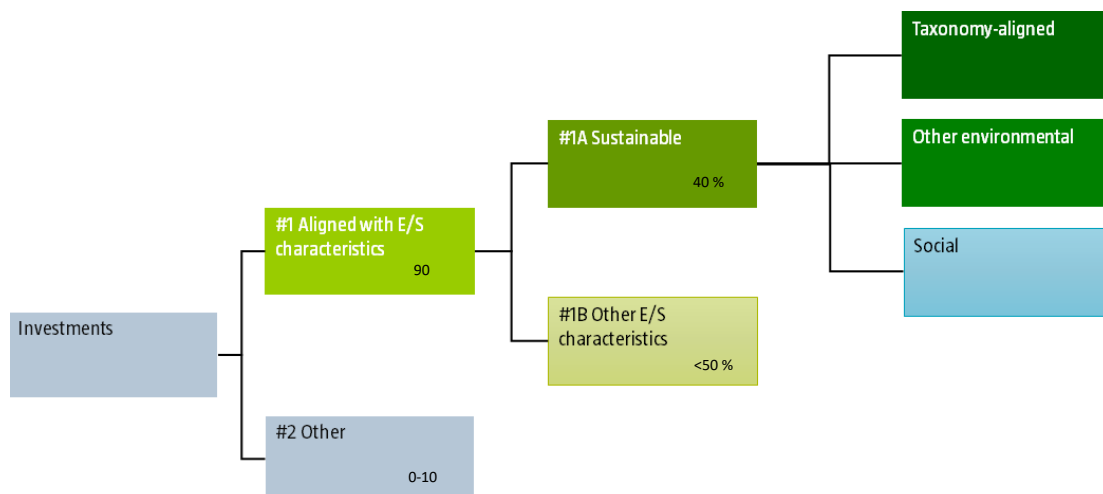 Taxonomy-aligned
#1A Sustainable
40 %
Other environmental
#1 Aligned with E/S
characteristics
90
Social
Investments
#1B Other E/S
characteristics
<50 %
#2 Other
0-10